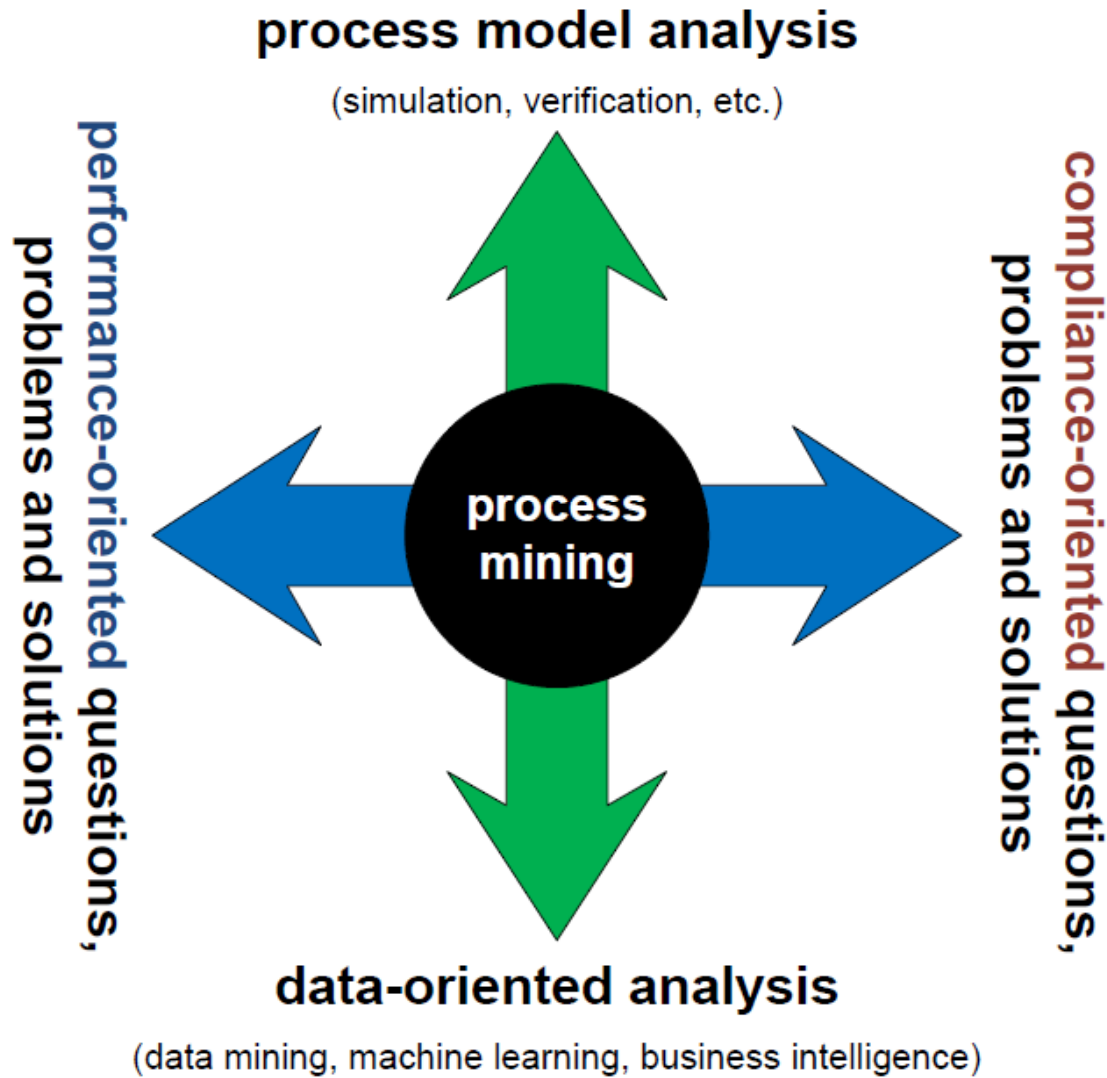 process model analysis
(simulation, verification, etc.)
performance-oriented questions,
problems and solutions
process
mining
compliance-oriented questions,
problems and solutions
data-oriented analysis
(data mining, machine learning, business intelligence)